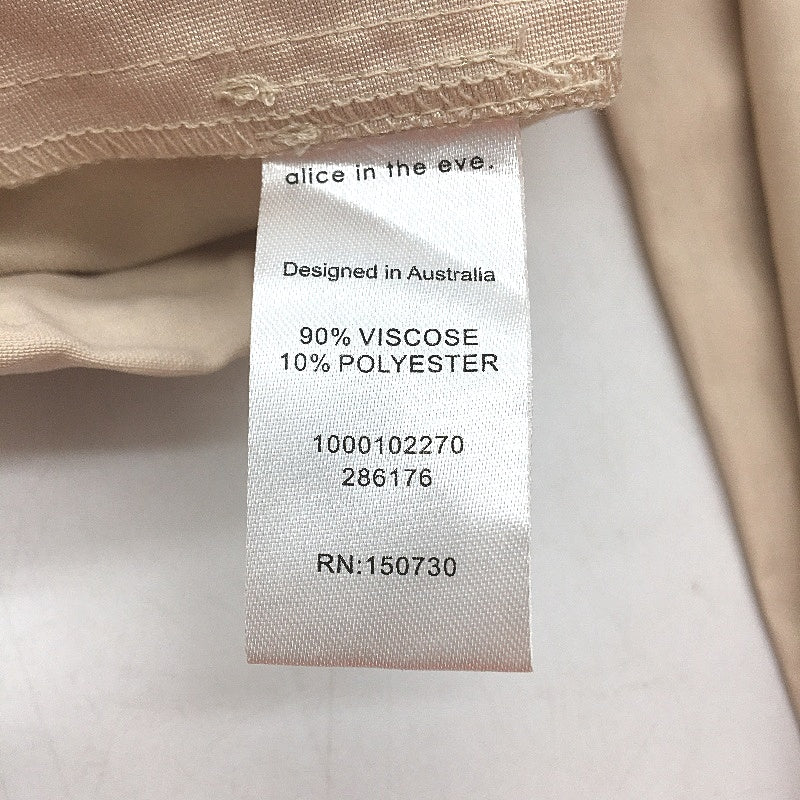 alice in the eve.
Designed in Australia
90% VISCOSE
10% POLYESTER
1000102270
286176
RN:150730